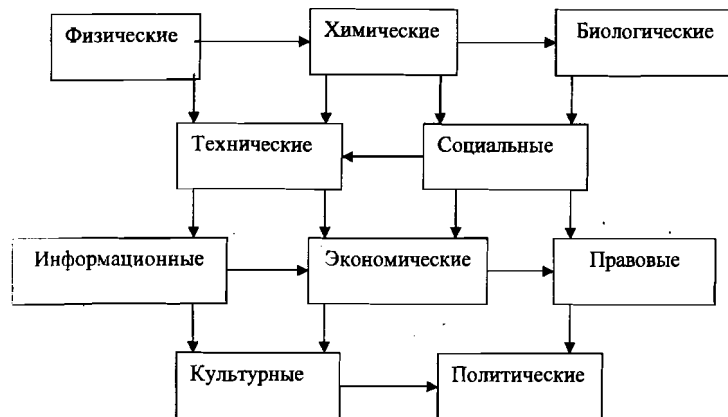 Физические
Химические
Биологические
Технические
Социальные
Информационные
Экономические
Правовые
Культурные
Политические